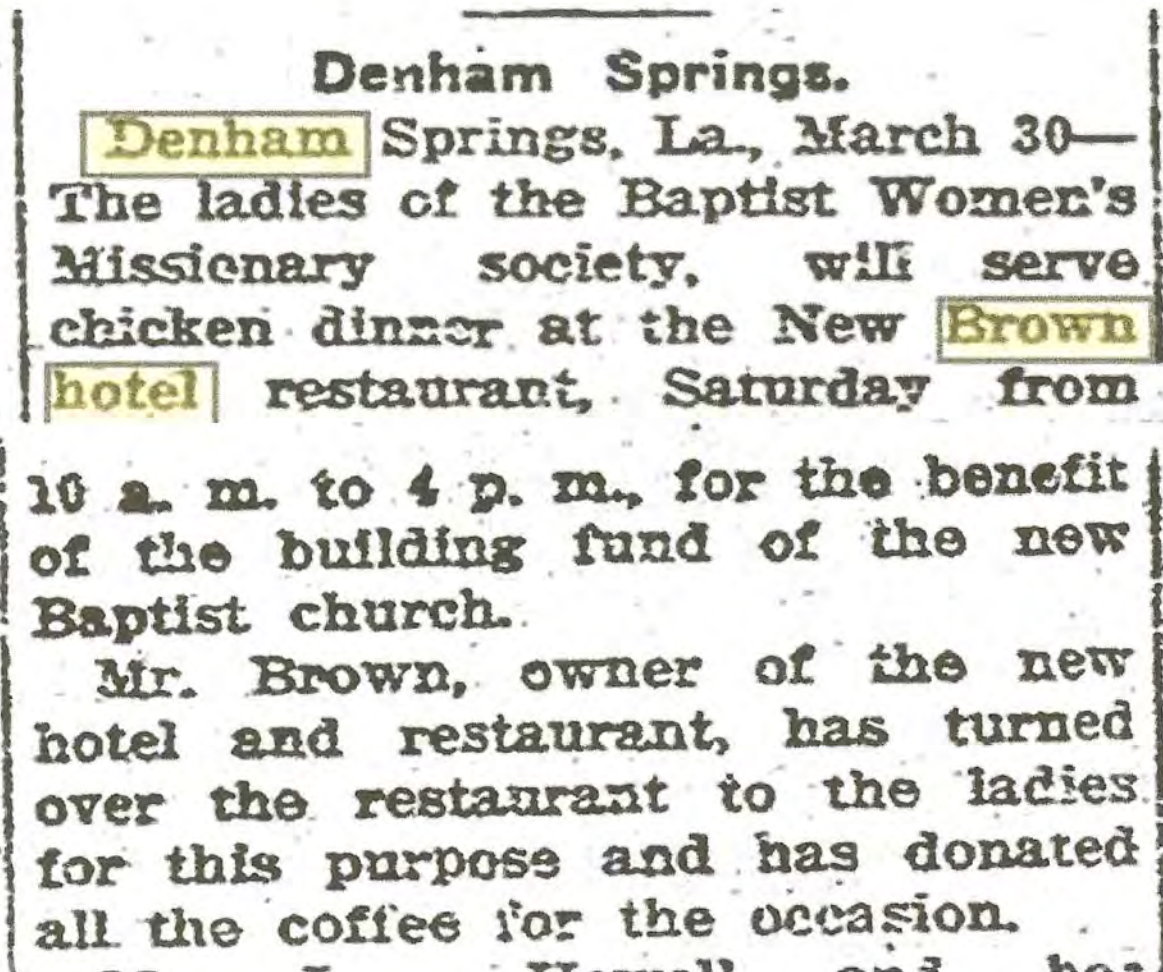 Denham Springs.
Denham Springs, La., March 30—
The ladies of the Baptist Women's
Missionary society, will serve
chicken dinner at the New Brown
hotel restaurant, Saturday from
10 a. m. to 4 p. m., for the benefit
of the building fund of the new
Baptist church.
Mr. Brown, owner of the new
hotel and restaurant, has turned
over the restaurant to the ladies
for this purpose and has donated
all the coffee for the occasion.